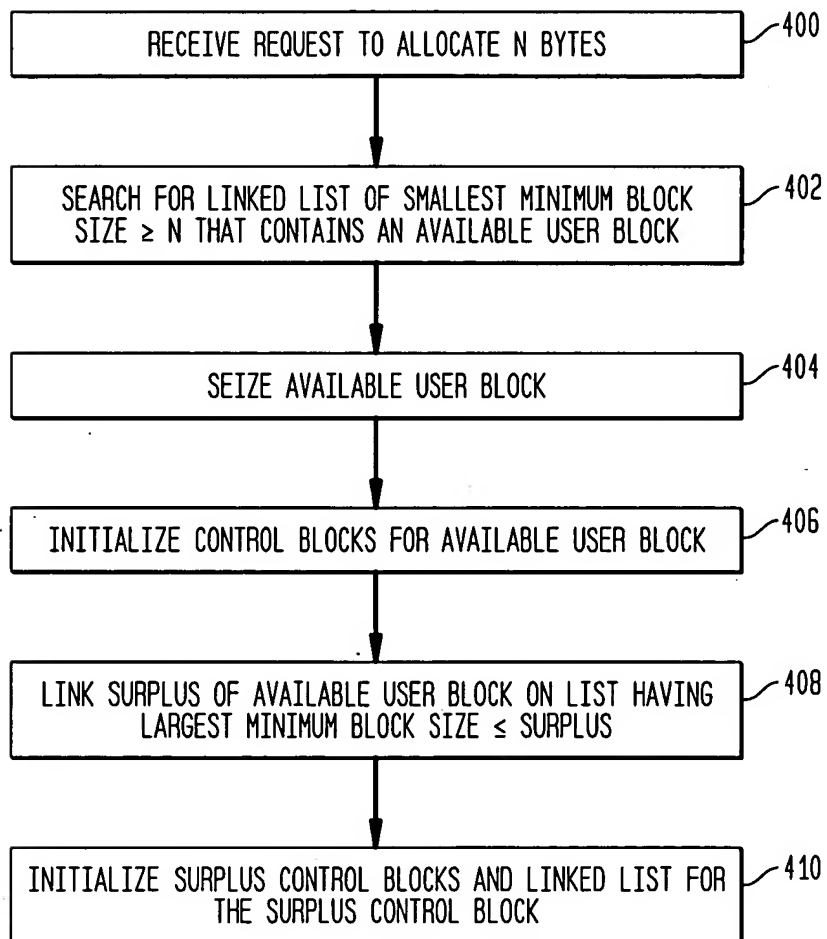 RECEIVE REQUEST TO ALLOCATE N BYTES
400
SEARCH FOR LINKED LIST OF SMALLEST MINIMUM BLOCK
SIZE ≥ N THAT CONTAINS AN AVAILABLE USER BLOCK
402
SEIZE AVAILABLE USER BLOCK
404
INITIALIZE CONTROL BLOCKS FOR AVAILABLE USER BLOCK
406
LINK SURPLUS OF AVAILABLE USER BLOCK ON LIST HAVING
LARGEST MINIMUM BLOCK SIZE ≤ SURPLUS
408
INITIALIZE SURPLUS CONTROL BLOCKS AND LINKED LIST FOR
THE SURPLUS CONTROL BLOCK
410